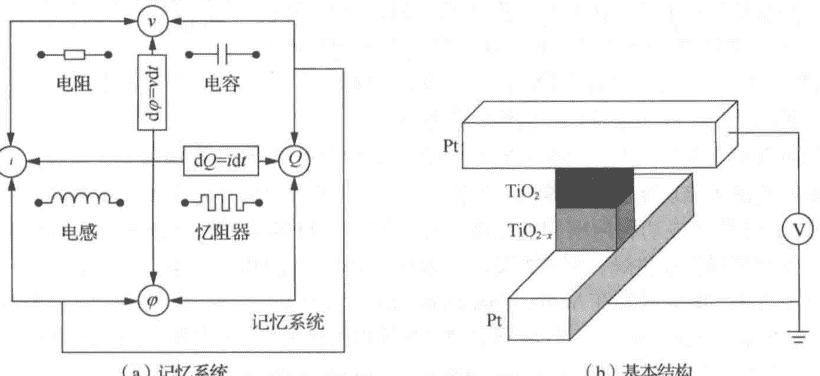 v
电阻
电容
dφ=vdt
i
dQ=idt
Q
电感
忆阻器
φ
记忆系统
(a)记忆系统
Pt
TiO₂
TiO₂₋ₓ
V
Pt
(b)基本结构